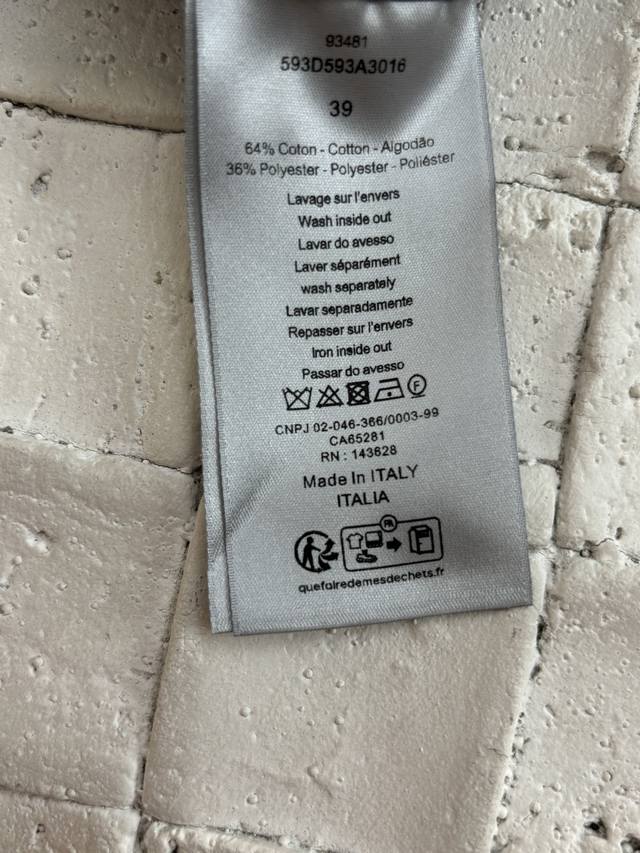 93481
593D593A3016
39
64% Coton - Cotton - Algodão
36% Polyester - Polyester - Poliéster
Lavage sur l'envers
Wash inside out
Lavar do avesso
Laver séparément
wash separately
Lavar separadamente
Repasser sur l'envers
Iron inside out
Passar do avesso
F
CNPJ 02-046-366/0003-99
CA65281
RN : 143628
Made In ITALY
ITALIA
FR
quefairedemesdechets.fr